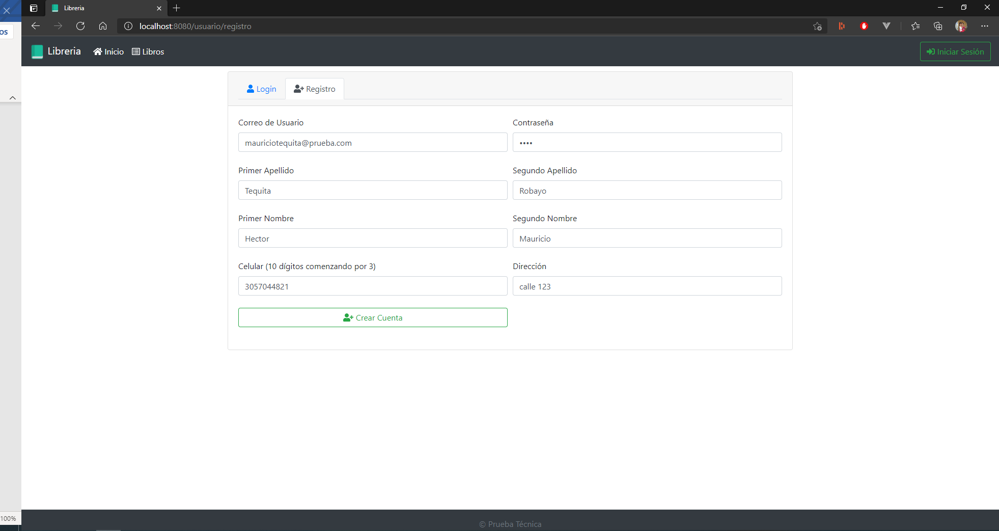 Libreria
os
localhost:8080/usuario/registro
Libreria Inicio Libros Iniciar Sesión
Login Registro
Correo de Usuario Contraseña
mauriciotequita@prueba.com ••••
Primer Apellido Segundo Apellido
Tequita Robayo
Primer Nombre Segundo Nombre
Hector Mauricio
Celular (10 dígitos comenzando por 3) Dirección
3057044821 calle 123
Crear Cuenta
100%
© Prueba Técnica